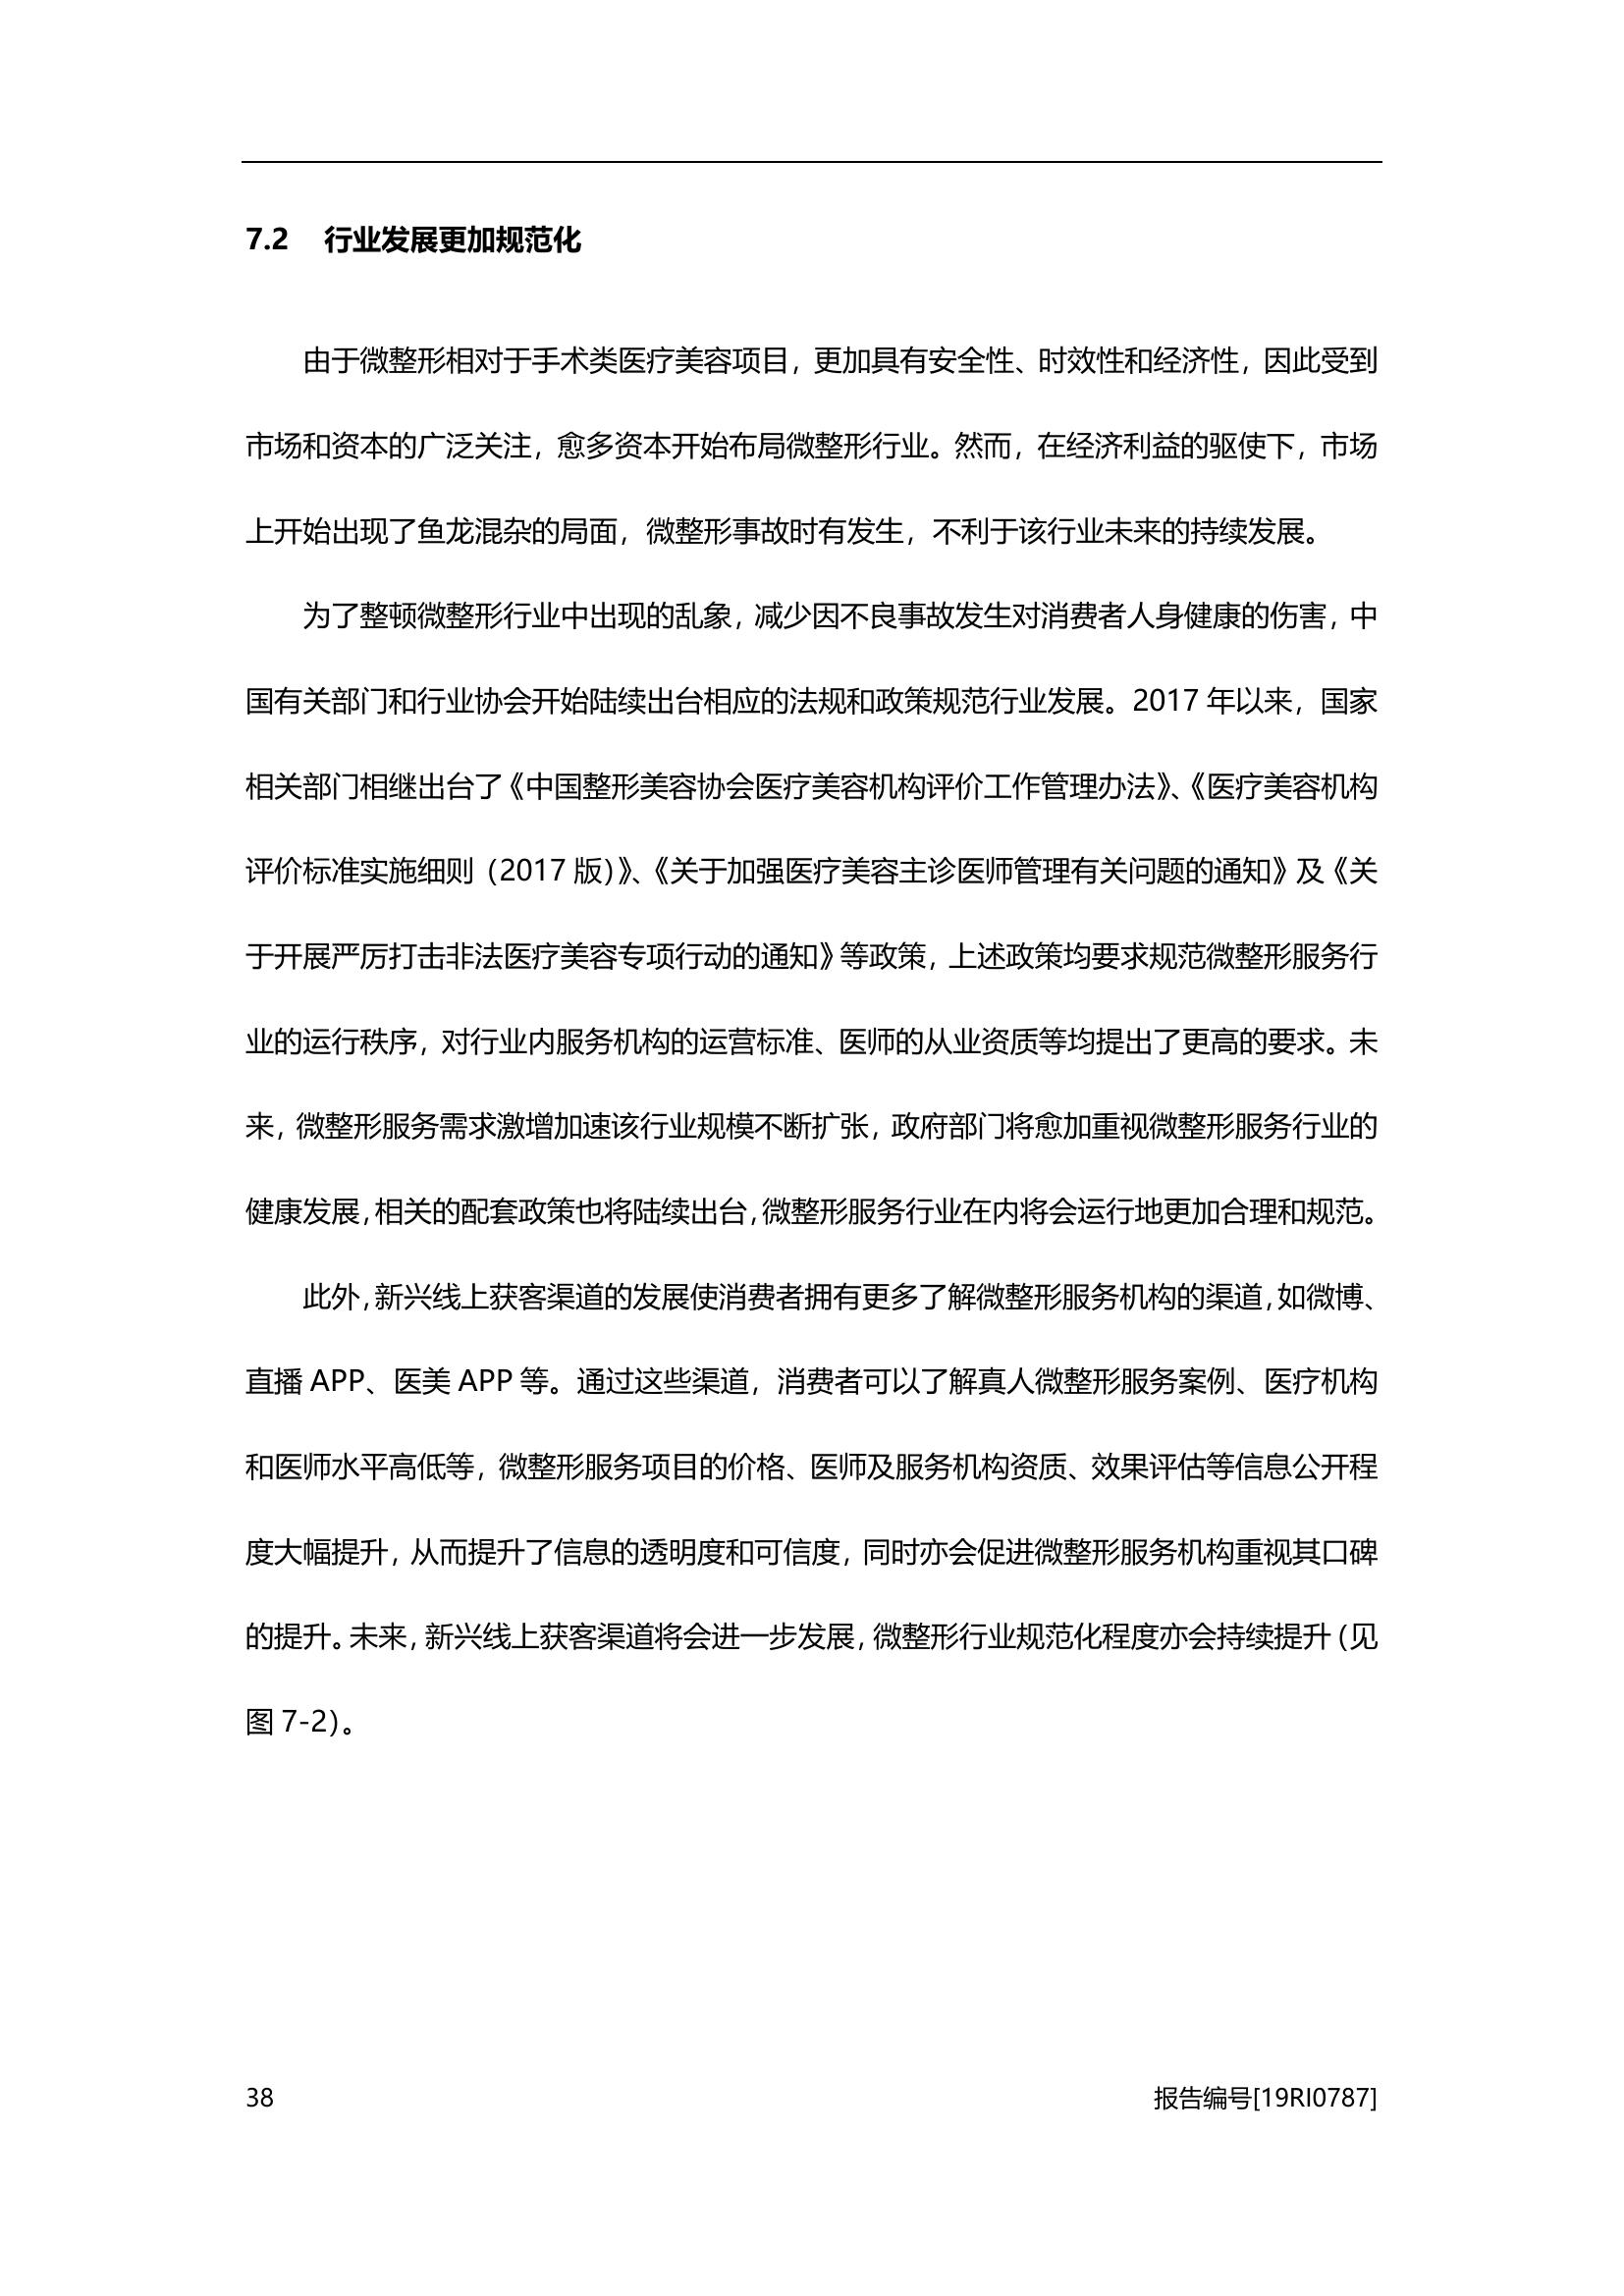 7.2 行业发展更加规范化
由于微整形相对于手术类医疗美容项目，更加具有安全性、时效性和经济性，因此受到
市场和资本的广泛关注，愈多资本开始布局微整形行业。然而，在经济利益的驱使下，市场
上开始出现了鱼龙混杂的局面，微整形事故时有发生，不利于该行业未来的持续发展。
为了整顿微整形行业中出现的乱象，减少因不良事故发生对消费者人身健康的伤害，中
国有关部门和行业协会开始陆续出台相应的法规和政策规范行业发展。2017 年以来，国家
相关部门相继出台了《中国整形美容协会医疗美容机构评价工作管理办法》、《医疗美容机构
评价标准实施细则（2017 版）》、《关于加强医疗美容主诊医师管理有关问题的通知》及《关
于开展严厉打击非法医疗美容专项行动的通知》等政策，上述政策均要求规范微整形服务行
业的运行秩序，对行业内服务机构的运营标准、医师的从业资质等均提出了更高的要求。未
来，微整形服务需求激增加速该行业规模不断扩张，政府部门将愈加重视微整形服务行业的
健康发展，相关的配套政策也将陆续出台，微整形服务行业在内将会运行地更加合理和规范。
此外，新兴线上获客渠道的发展使消费者拥有更多了解微整形服务机构的渠道，如微博、
直播 APP、医美 APP 等。通过这些渠道，消费者可以了解真人微整形服务案例、医疗机构
和医师水平高低等，微整形服务项目的价格、医师及服务机构资质、效果评估等信息公开程
度大幅提升，从而提升了信息的透明度和可信度，同时亦会促进微整形服务机构重视其口碑
的提升。未来，新兴线上获客渠道将会进一步发展，微整形行业规范化程度亦会持续提升（见
图 7-2）。
38 报告编号[19RI0787]